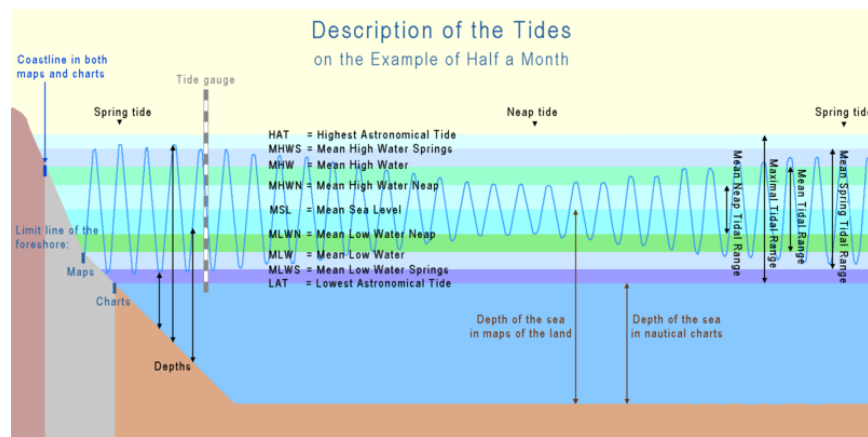 Description of the Tides
on the Example of Half a Month
Coastline in both
maps and charts
Tide gauge
Spring tide
Neap tide
Spring tide
HAT = Highest Astronomical Tide
MHWS = Mean High Water Springs
MHW = Mean High Water
MHWN = Mean High Water Neap
MSL = Mean Sea Level
MLWN = Mean Low Water Neap
MLW = Mean Low Water
MLWS = Mean Low Water Springs
LAT = Lowest Astronomical Tide
Mean Neap Tidal Range
Maximal Tidal Range
Mean Tidal Range
Mean Spring Tidal Range
Limit line of the
foreshore:
Maps
Charts
Depths
Depth of the sea
in maps of the land
Depth of the sea
in nautical charts